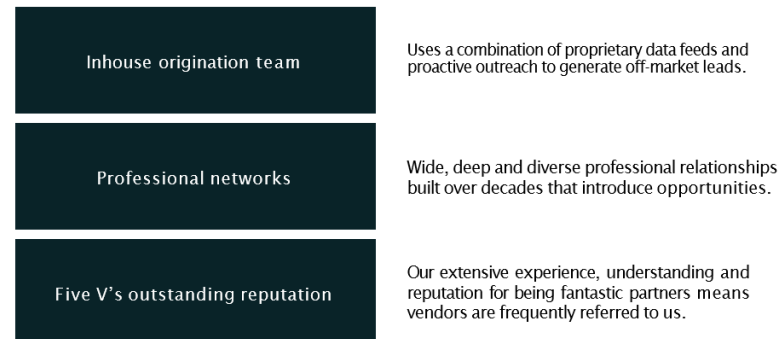 Inhouse origination team
Uses a combination of proprietary data feeds and
proactive outreach to generate off-market leads.
Professional networks
Wide, deep and diverse professional relationships
built over decades that introduce opportunities.
Five V’s outstanding reputation
Our extensive experience, understanding and
reputation for being fantastic partners means
vendors are frequently referred to us.